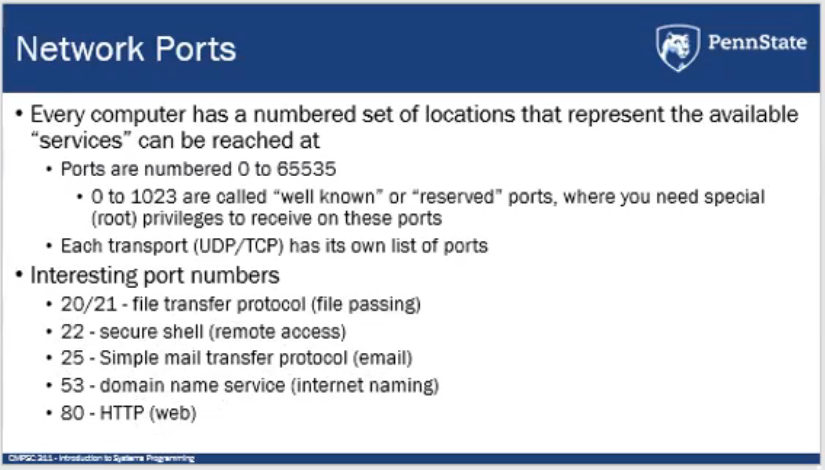 Network Ports
PennState
• Every computer has a numbered set of locations that represent the available
“services” can be reached at
• Ports are numbered 0 to 65535
• 0 to 1023 are called “well known” or “reserved” ports, where you need special
(root) privileges to receive on these ports
• Each transport (UDP/TCP) has its own list of ports
• Interesting port numbers
• 20/21 - file transfer protocol (file passing)
• 22 - secure shell (remote access)
• 25 - Simple mail transfer protocol (email)
• 53 - domain name service (internet naming)
• 80 - HTTP (web)
CMPSC 311 - Introduction to Systems Programming